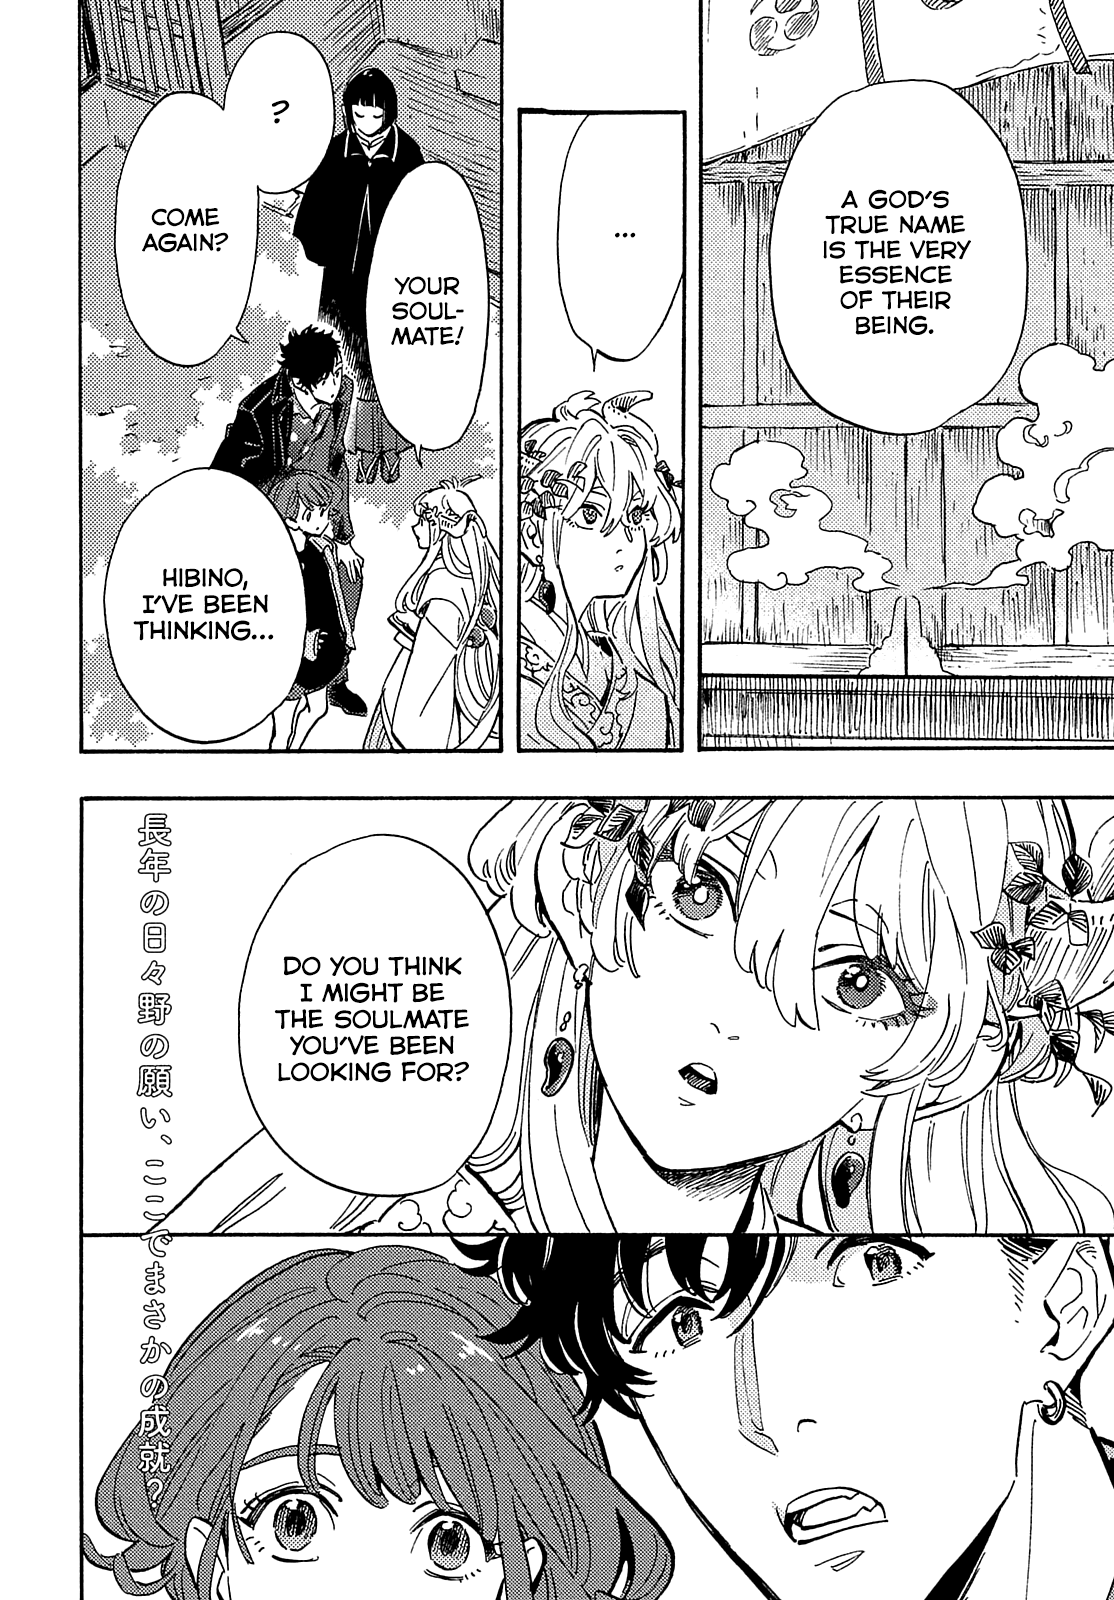 A GOD'S
TRUE NAME
IS THE VERY
ESSENCE
OF THEIR
BEING.
...
HIBINO,
I'VE BEEN
THINKING...
YOUR
SOUL-
MATE!
?
COME
AGAIN?
DO YOU THINK
I MIGHT BE
THE SOULMATE
YOU'VE BEEN
LOOKING FOR?
長年の日々野の願い、ここでまさかの成就？